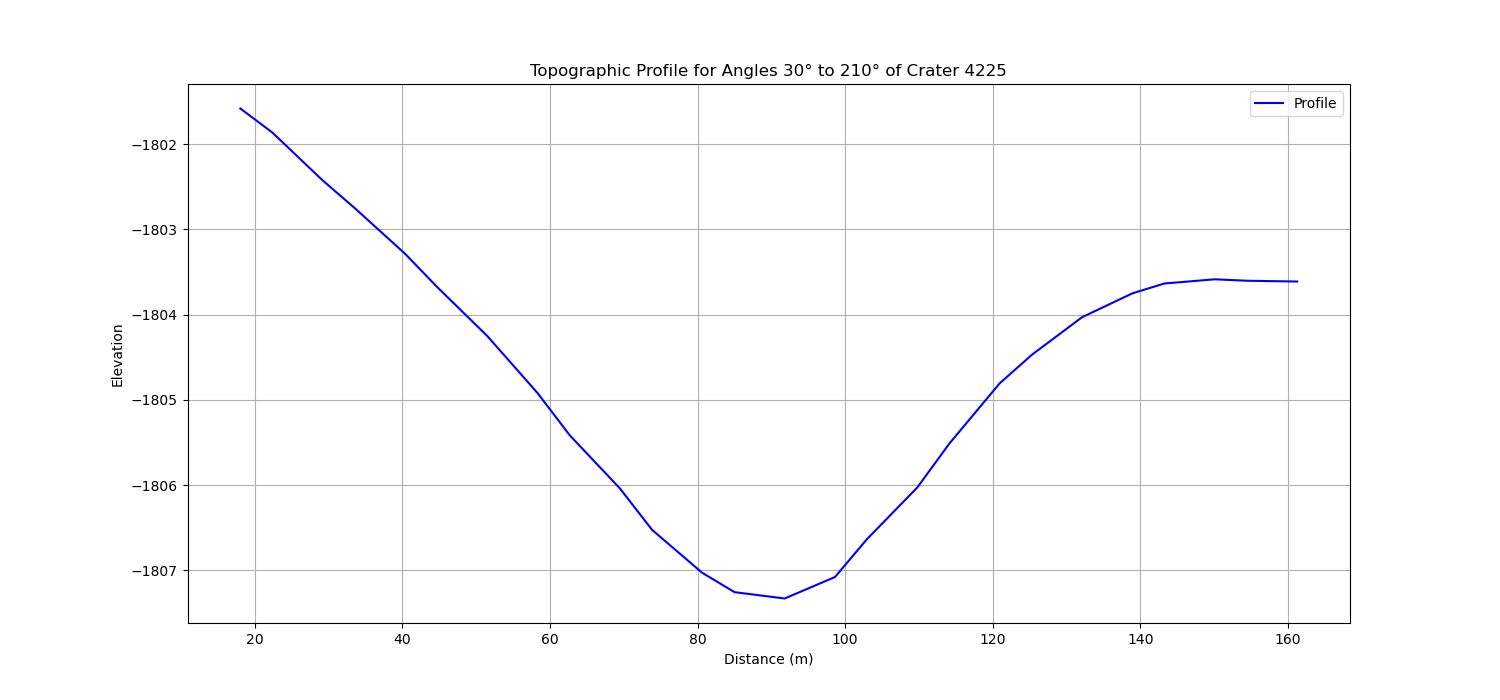 Topographic Profile for Angles 30° to 210° of Crater 4225
Profile
−1802
−1803
−1804
−1805
−1806
−1807
Elevation
20 40 60 80 100 120 140 160
Distance (m)